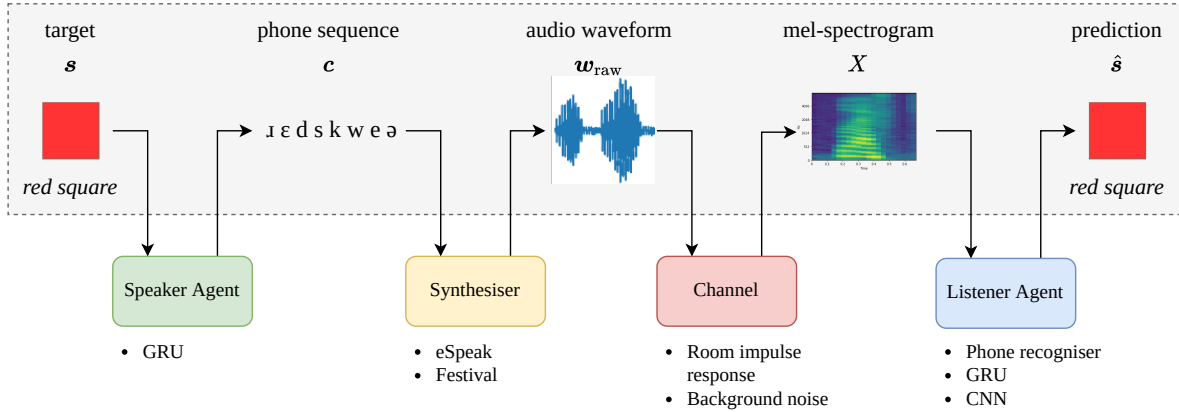 target
phone sequence
audio waveform
mel-spectrogram
prediction
s
c
w_raw
X
ŝ
ɹ ɛ d s k w e ə
red square
red square
Speaker Agent
Synthesiser
Channel
Listener Agent
• GRU
• eSpeak
• Festival
• Room impulse
response
• Background noise
• Phone recogniser
• GRU
• CNN